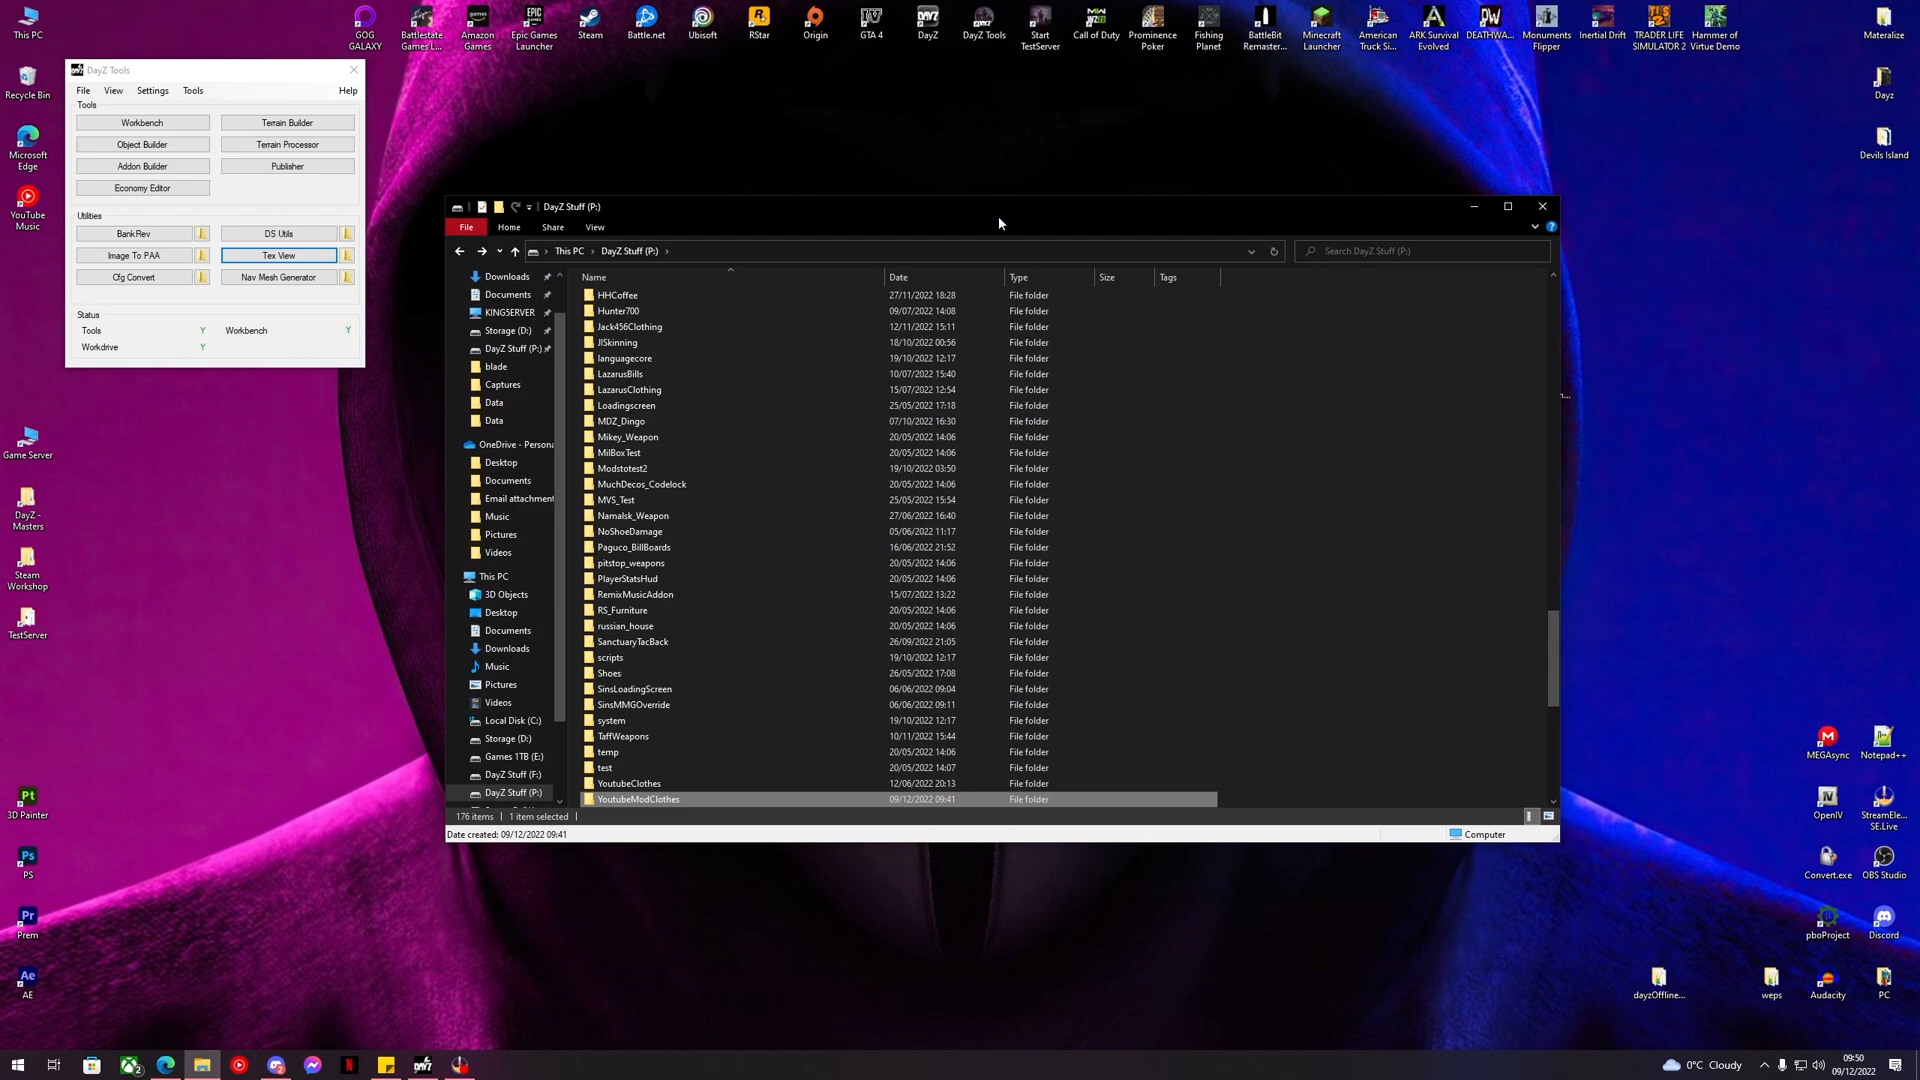 This PC
GOG GALAXY
Battlestate Games L...
Amazon Games
Epic Games Launcher
Steam
Battle.net
Ubisoft
RStar
Origin
GTA 4
DayZ
DayZ Tools
Start TestServer
Call of Duty
Prominence Poker
Fishing Planet
BattleBit Remaster...
Minecraft Launcher
American Truck Si...
ARK Survival Evolved
DEATHWA...
Monuments Flipper
Inertial Drift
TRADER LIFE SIMULATOR 2
Hammer of Virtue Demo
Materalize
Recycle Bin
Microsoft Edge
YouTube Music
Dayz
Devils Island
DayZ Tools
File View Settings Tools Help
Tools
Workbench Terrain Builder
Object Builder Terrain Processor
Addon Builder Publisher
Economy Editor
Utilities
BankRev DS Utils
Image To PAA Tex View
Cfg Convert Nav Mesh Generator
Status
Tools Y Workbench Y
Workdrive Y
DayZ Stuff (P:)
File Home Share View
This PC > DayZ Stuff (P:) >
Search DayZ Stuff (P:)
Downloads
Documents
KINGSERVER
Storage (D:)
DayZ Stuff (P:)
blade
Captures
Data
Data
OneDrive - Persona
Desktop
Documents
Email attachment
Music
Pictures
Videos
This PC
3D Objects
Desktop
Documents
Downloads
Music
Pictures
Videos
Local Disk (C:)
Storage (D:)
Games 1TB (E:)
DayZ Stuff (F:)
DayZ Stuff (P:)
Name Date Type Size Tags
HHCoffee 27/11/2022 18:28 File folder
Hunter700 09/07/2022 14:08 File folder
Jack456Clothing 12/11/2022 15:11 File folder
JISkinning 18/10/2022 00:56 File folder
languagecore 19/10/2022 12:17 File folder
LazarusBills 10/07/2022 15:40 File folder
LazarusClothing 15/07/2022 12:54 File folder
Loadingscreen 25/05/2022 17:18 File folder
MDZ_Dingo 07/10/2022 16:30 File folder
Mikey_Weapon 20/05/2022 14:06 File folder
MilBoxTest 20/05/2022 14:06 File folder
Modstotest2 19/10/2022 03:50 File folder
MuchDecos_Codelock 20/05/2022 14:06 File folder
MVS_Test 25/05/2022 15:54 File folder
Namalsk_Weapon 27/06/2022 16:40 File folder
NoShoeDamage 05/06/2022 11:17 File folder
Paguco_BillBoards 16/06/2022 21:52 File folder
pitstop_weapons 20/05/2022 14:06 File folder
PlayerStatsHud 20/05/2022 14:06 File folder
RemixMusicAddon 15/07/2022 13:22 File folder
RS_Furniture 20/05/2022 14:06 File folder
russian_house 20/05/2022 14:06 File folder
SanctuaryTacBack 26/09/2022 21:05 File folder
scripts 19/10/2022 12:17 File folder
Shoes 26/05/2022 17:08 File folder
SinsLoadingScreen 06/06/2022 09:04 File folder
SinsMMGOverride 06/06/2022 09:11 File folder
system 19/10/2022 12:17 File folder
TaffWeapons 10/11/2022 15:44 File folder
temp 20/05/2022 14:06 File folder
test 20/05/2022 14:07 File folder
YoutubeClothes 12/06/2022 20:13 File folder
YoutubeModClothes 09/12/2022 09:41 File folder
176 items 1 item selected
Date created: 09/12/2022 09:41
Computer
Game Server
DayZ - Masters
Steam Workshop
TestServer
3D Painter
PS
Prem
AE
MEGAsync
Notepad++
OpenIV
StreamEle... SE.Live
Convert.exe
OBS Studio
pboProject
Discord
dayzOffline...
weps
Audacity
PC
0°C Cloudy
09:50
09/12/2022